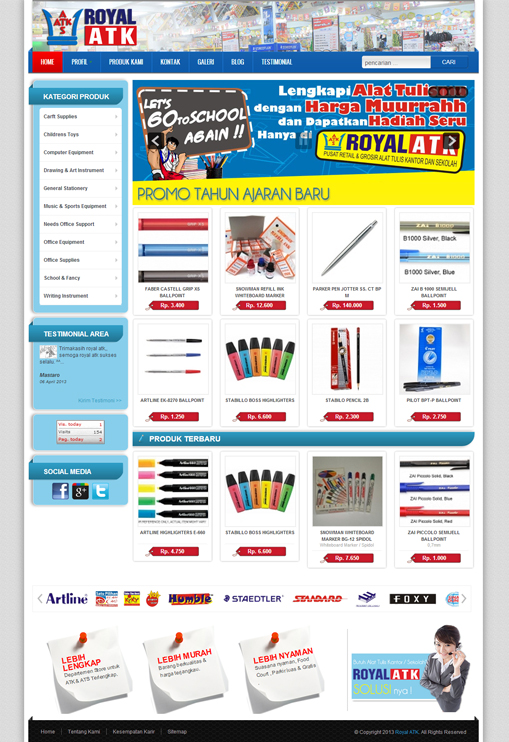 ATK S ROYAL ATK
HOME PROFIL PRODUK KAMI KONTAK GALERI BLOG TESTIMONIAL
pencarian ... CARI
KATEGORI PRODUK
Carft Supplies
Childrens Toys
Computer Equipment
Drawing & Art Instrument
General Stationery
Music & Sports Equipment
Needs Office Support
Office Equipment
Office Supplies
School & Fancy
Writing Instrument
LET'S
GO TO SCHOOL
AGAIN !!
Lengkapi Alat Tulis
dengan Harga Muurrahh
dan Dapatkan Hadiah Seru
Hanya di
ROYAL ATK
PUSAT RETAIL & GROSIR ALAT TULIS KANTOR DAN SEKOLAH
PROMO TAHUN AJARAN BARU
FABER CASTELL GRIP X5
BALLPOINT
Rp. 3.400
SNOWMAN REFILL INK
WHITEBOARD MARKER
Rp. 12.600
PARKER PEN JOTTER SS. CT BP
M
Rp. 140.000
B1000 Silver, Black
B1000 Silver, Blue
ZAI B 1000 SEMIJELL
BALLPOINT
Rp. 1.500
ARTLINE EK-8270 BALLPOINT
Rp. 1.250
STABILLO BOSS HIGHLIGHTERS
Rp. 6.600
STABILO PENCIL 2B
Rp. 2.300
PILOT BPT-P BALLPOINT
Rp. 2.750
TESTIMONIAL AREA
Trimakasih royal atk,,
semoga royal atk sukses
selalu.^^..
Mastaro
06 April 2013
Vis. today 1
Visits 154
Pag. today 2
SOCIAL MEDIA
PRODUK TERBARU
ARTLINE HIGHLIGHTERS E-660
Rp. 4.750
STABILLO BOSS HIGHLIGHTERS
Rp. 6.600
SNOWMAN WHITEBOARD
MARKER BG-12 SPIDOL
Whiteboard Marker / Spidol
Rp. 7.650
ZAI Piccolo Solid, Black
ZAI Piccolo Solid, Blue
ZAI Piccolo Solid, Red
ZAI PICCOLO SEMIJELL
BALLPOINT
0.7mm
Rp. 1.000
Artline STAEDTLER STANDARD FOXY
LEBIH
LENGKAP
Departemen Store untuk
ATK & ATS Terlengkap.
LEBIH MURAH
Barang berkualitas &
harga terjangkau.
LEBIH NYAMAN
Suasana nyaman, Food
Court, Parkir luas & Gratis
Butuh Alat Tulis Kantor / Sekolah
ROYAL ATK
SOLUSI nya !
Home Tentang Kami Kesempatan Karir Sitemap
© Copyright 2013 Royal ATK. All Rights Reserved